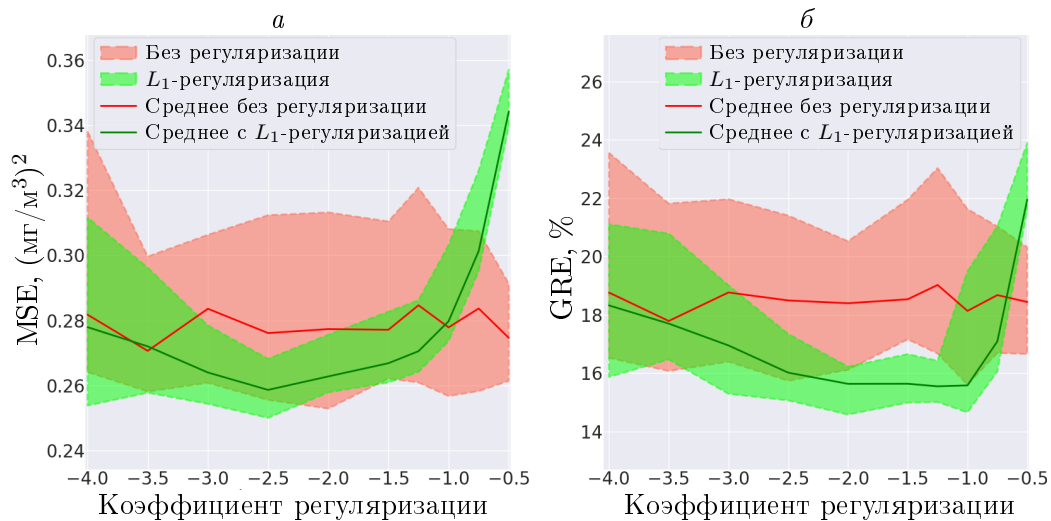 а
Без регуляризации
L₁-регуляризация
Среднее без регуляризации
Среднее с L₁-регуляризацией
MSE, (мг/м³)²
0.36
0.34
0.32
0.30
0.28
0.26
0.24
−4.0 −3.5 −3.0 −2.5 −2.0 −1.5 −1.0 −0.5
Коэффициент регуляризации
б
Без регуляризации
L₁-регуляризация
Среднее без регуляризации
Среднее с L₁-регуляризацией
GRE, %
26
24
22
20
18
16
14
−4.0 −3.5 −3.0 −2.5 −2.0 −1.5 −1.0 −0.5
Коэффициент регуляризации